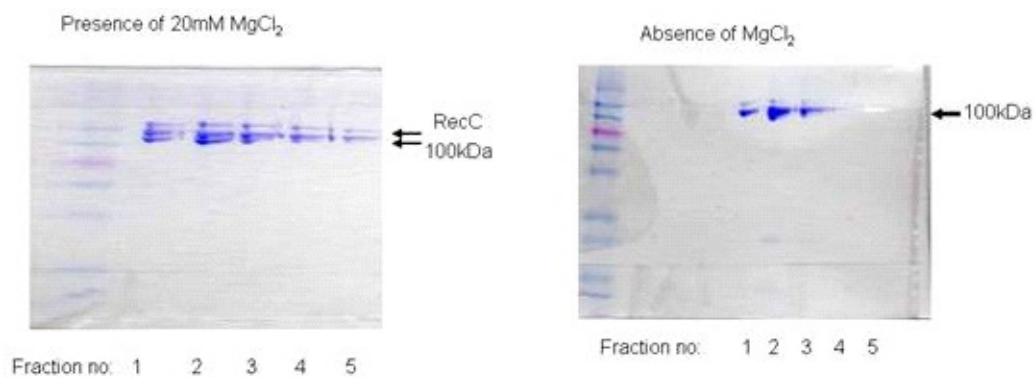 Presence of 20mM MgCl₂
RecC
100kDa
Fraction no: 1 2 3 4 5
Absence of MgCl₂
100kDa
Fraction no: 1 2 3 4 5